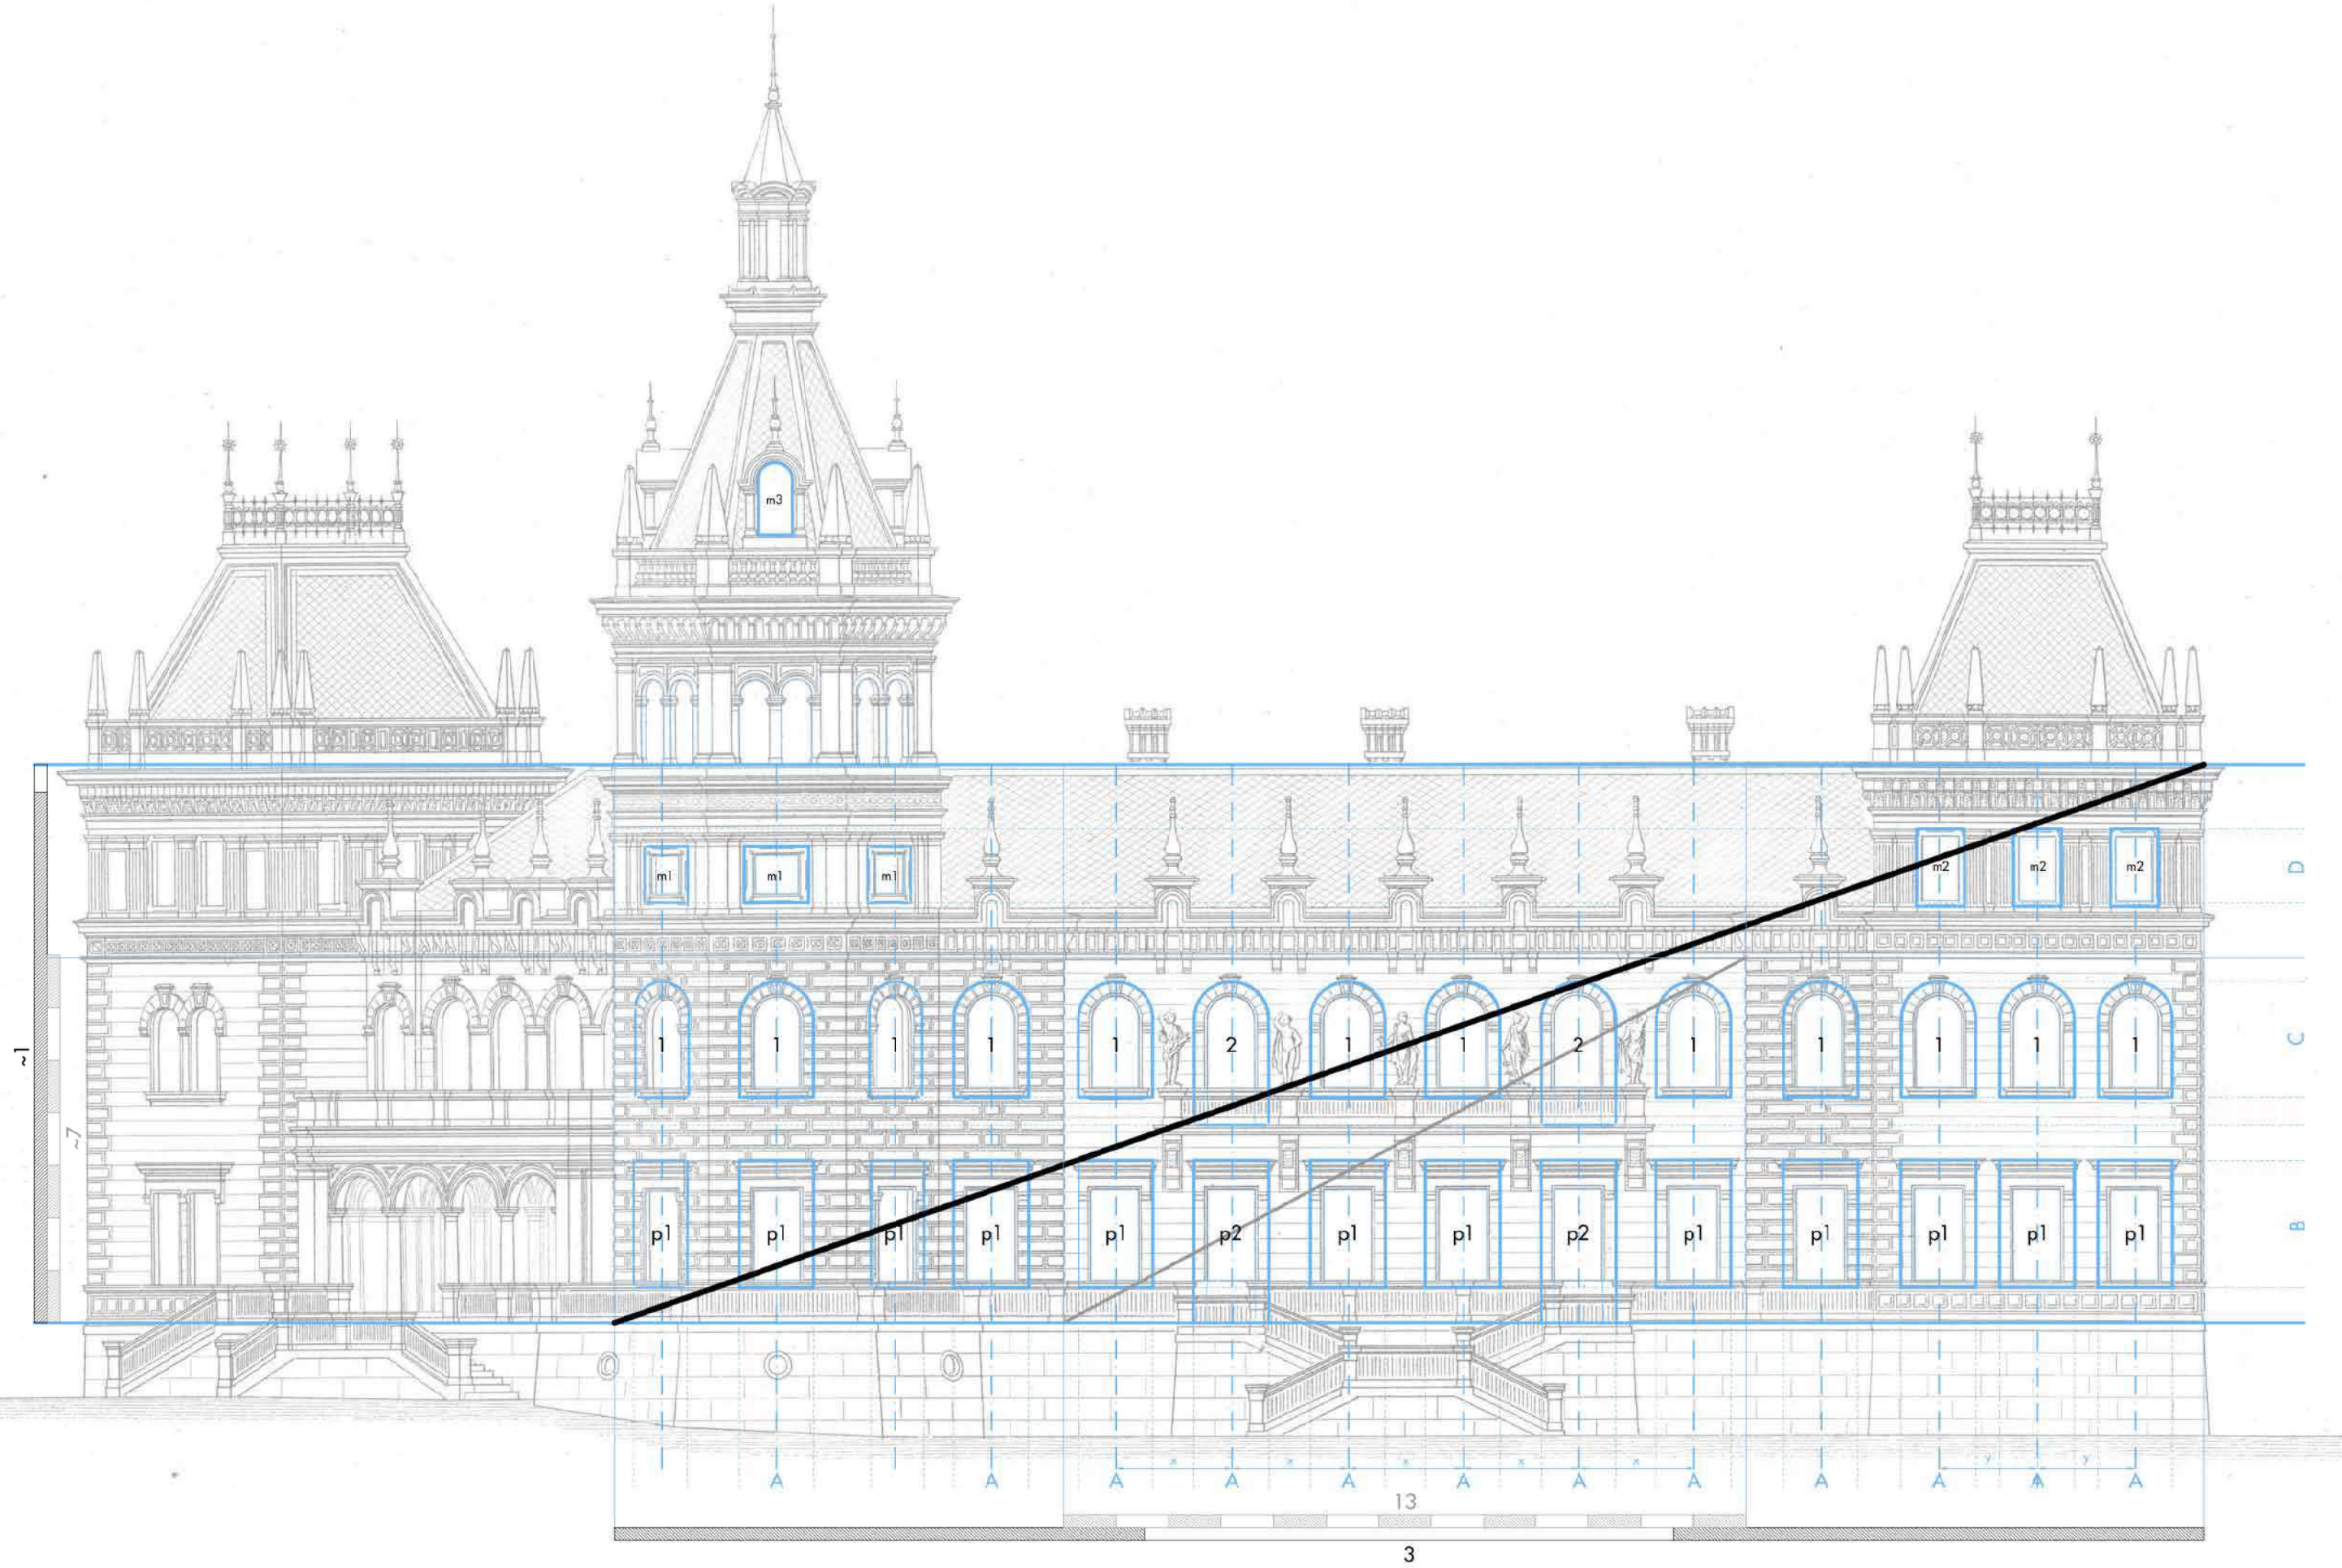 m3
m1 m1 m1 m2 m2 m2 D
1 1 1 1 1 2 1 1 2 1 1 1 1 1 C
~1
~7
p1 p1 p1 p1 p1 p2 p1 p1 p2 p1 p1 p1 p1 p1 B
x x x x x y y
A A A A A A A A A A A A
13
3